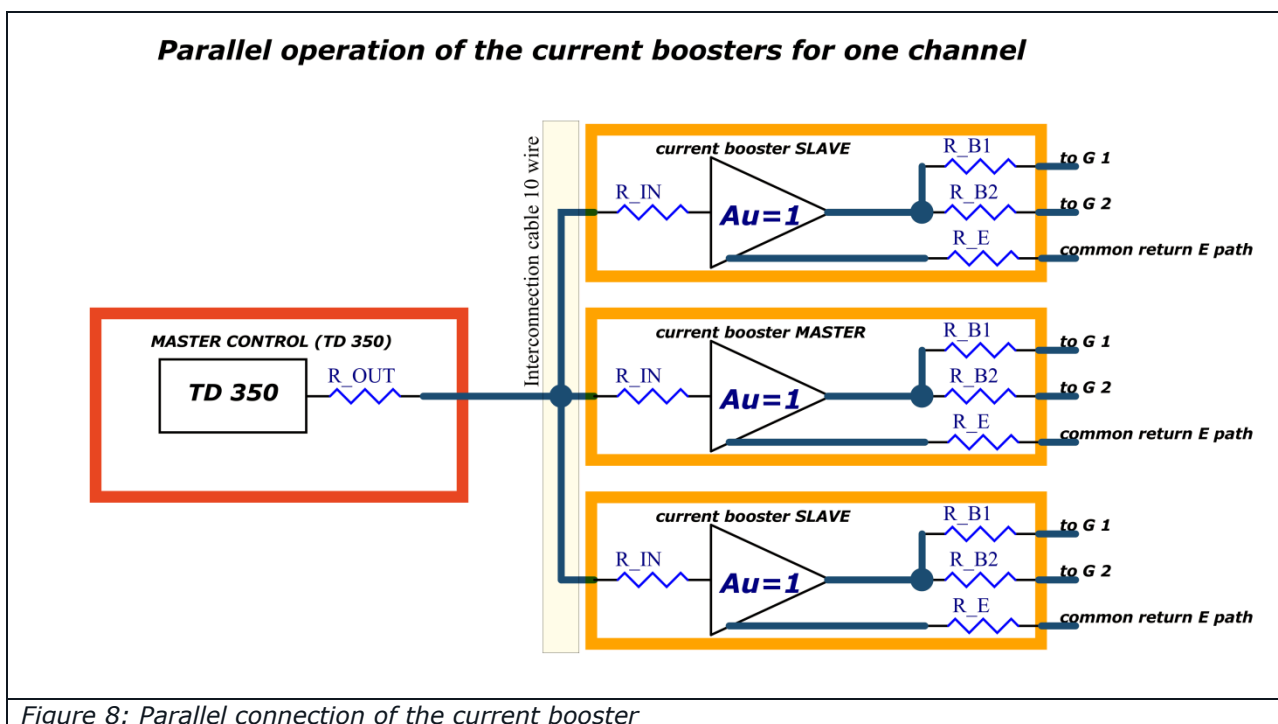 Parallel operation of the current boosters for one channel
Interconnection cable 10 wire
current booster SLAVE
R_IN
Au=1
R_B1
to G 1
R_B2
to G 2
R_E
common return E path
MASTER CONTROL (TD 350)
TD 350
R_OUT
current booster MASTER
R_IN
Au=1
R_B1
to G 1
R_B2
to G 2
R_E
common return E path
current booster SLAVE
R_IN
Au=1
R_B1
to G 1
R_B2
to G 2
R_E
common return E path
Figure 8: Parallel connection of the current booster